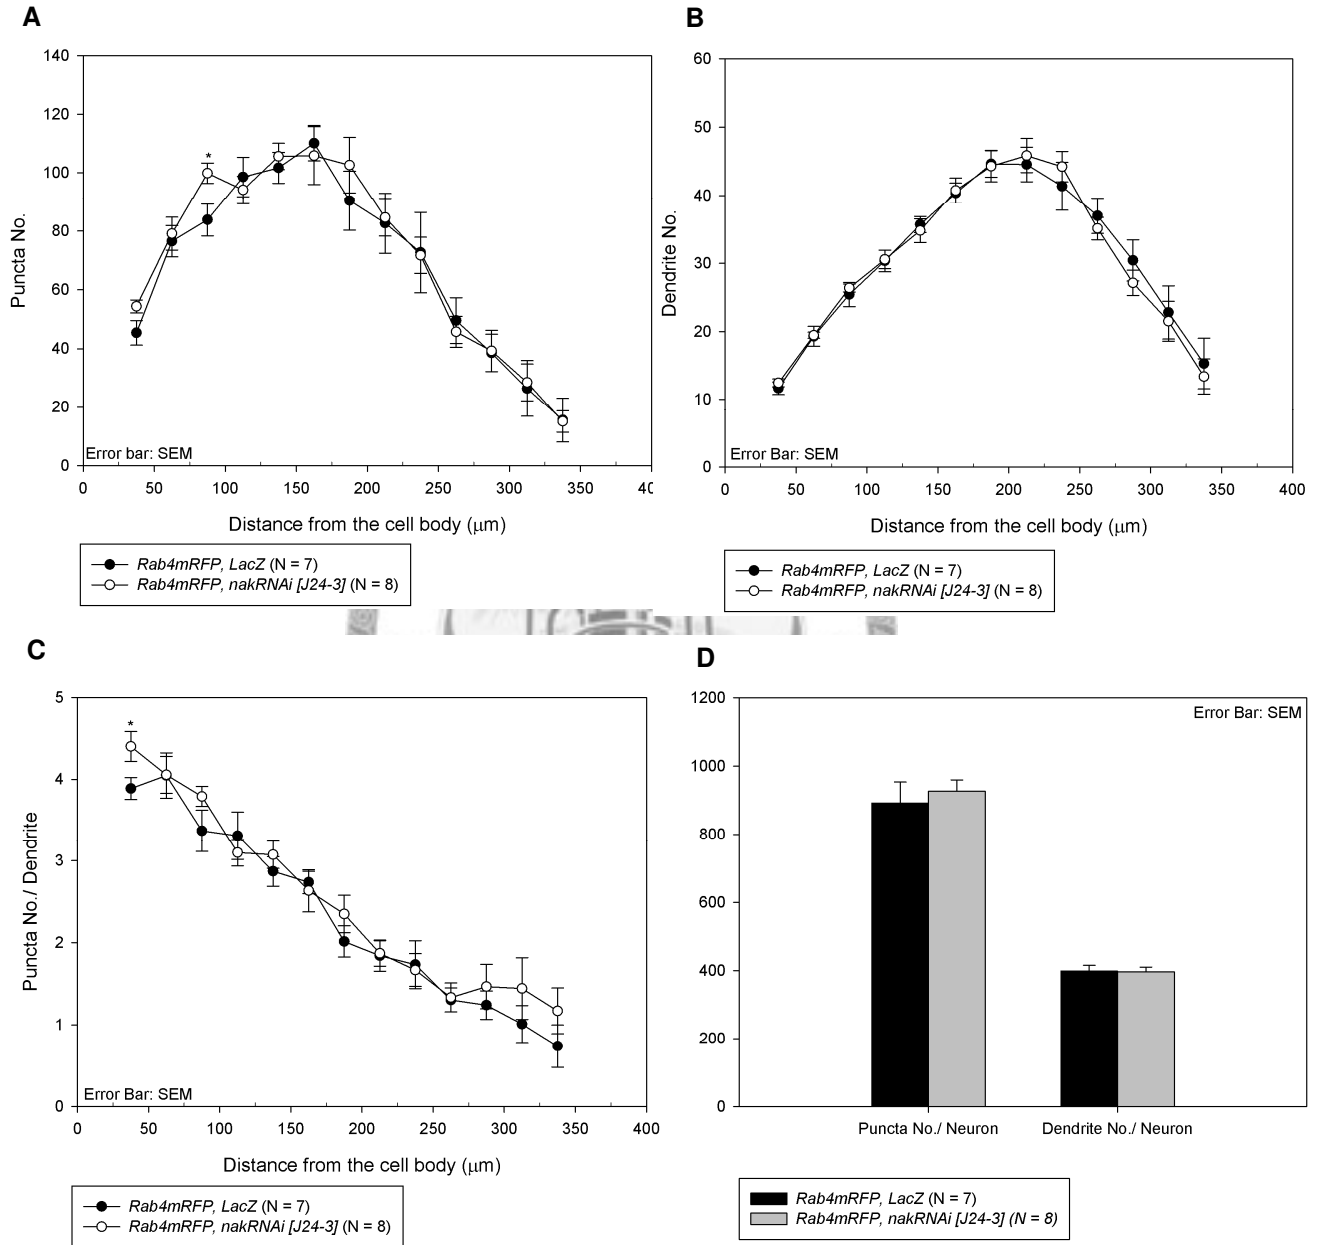 A
Puncta No.
140
120
100
80
60
40
20
0
*
Error bar: SEM
0 50 100 150 200 250 300 350
Distance from the cell body (μm)
Rab4mRFP, LacZ (N = 7)
Rab4mRFP, nakRNAi [J24-3] (N = 8)
B
Dendrite No.
60
50
40
30
20
10
0
Error Bar: SEM
0 50 100 150 200 250 300 350 400
Distance from the cell body (μm)
Rab4mRFP, LacZ (N = 7)
Rab4mRFP, nakRNAi [J24-3] (N = 8)
C
Puncta No./ Dendrite
5
4
3
2
1
0
*
Error Bar: SEM
0 50 100 150 200 250 300 350 400
Distance from the cell body (μm)
Rab4mRFP, LacZ (N = 7)
Rab4mRFP, nakRNAi [J24-3] (N = 8)
D
1200
1000
800
600
400
200
0
Error Bar: SEM
Puncta No./ Neuron Dendrite No./ Neuron
Rab4mRFP, LacZ (N = 7)
Rab4mRFP, nakRNAi [J24-3] (N = 8)